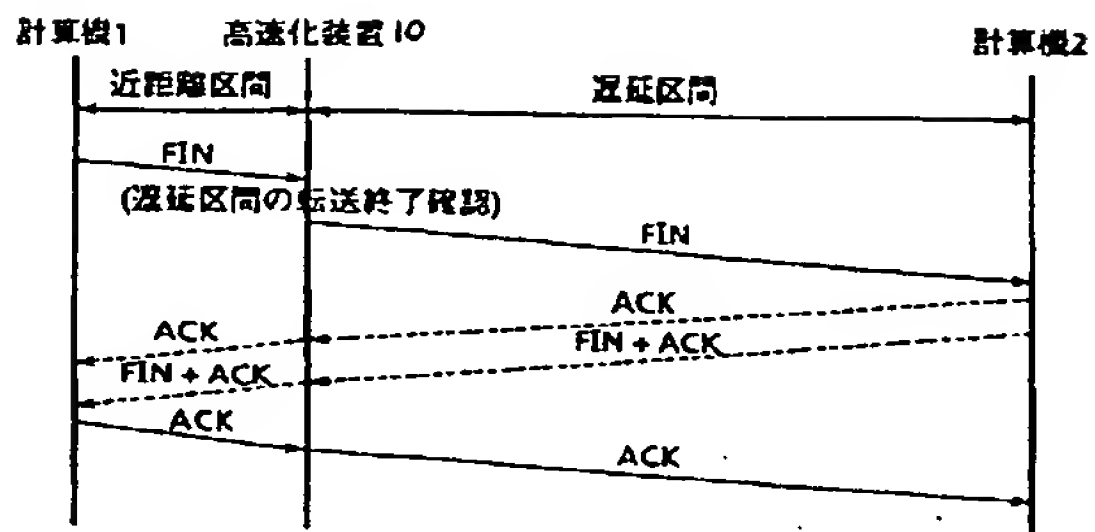 計算機1 高速化装置10 計算機2
近距離区間 遅延区間
FIN
(遅延区間の転送終了確認)
FIN
ACK
ACK
FIN + ACK
FIN + ACK
ACK
ACK